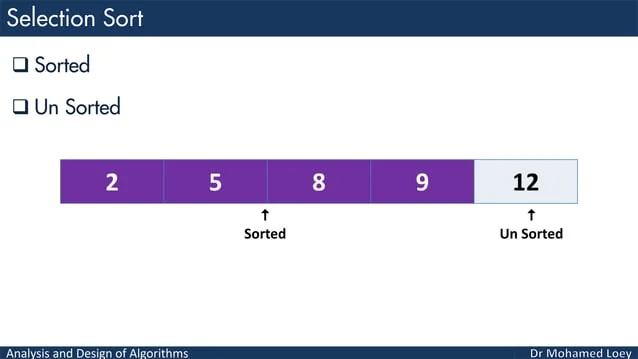 Selection Sort
Sorted
Un Sorted
2 5 8 9 12
Sorted Un Sorted
Analysis and Design of Algorithms Dr Mohamed Loey